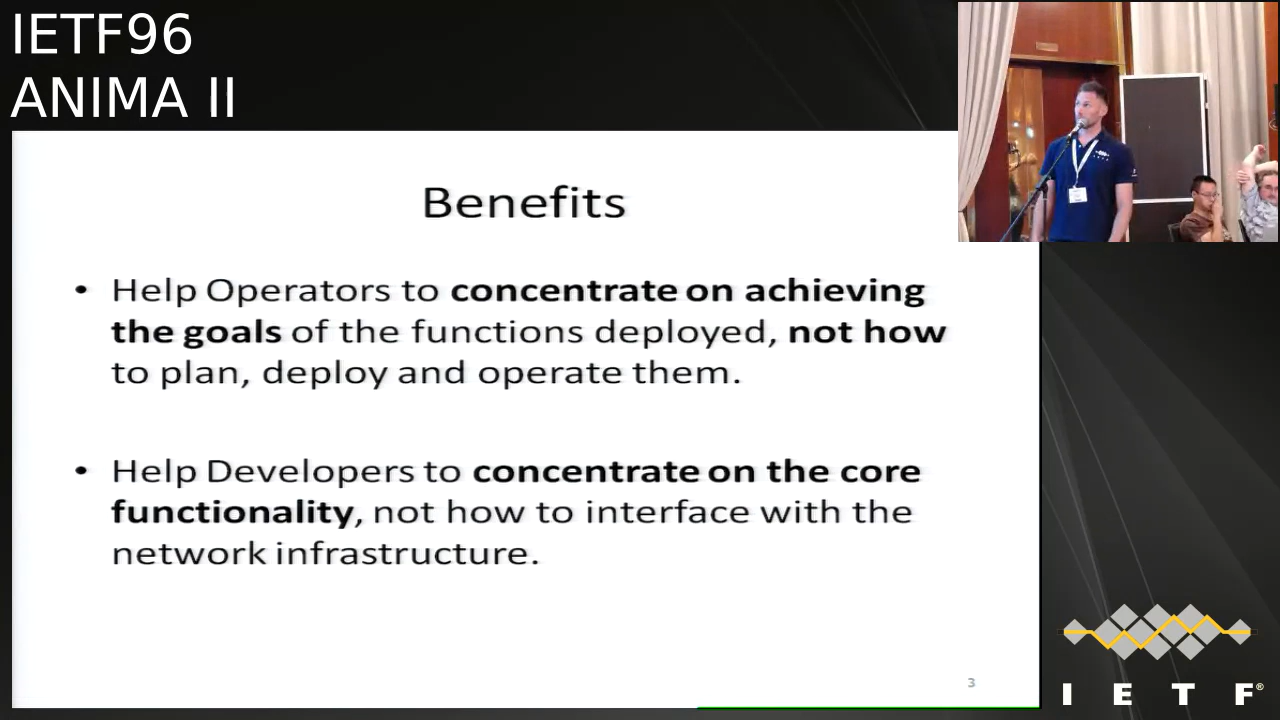 IETF96
ANIMA II
Benefits
• Help Operators to concentrate on achieving
the goals of the functions deployed, not how
to plan, deploy and operate them.
• Help Developers to concentrate on the core
functionality, not how to interface with the
network infrastructure.
3
I E T F®